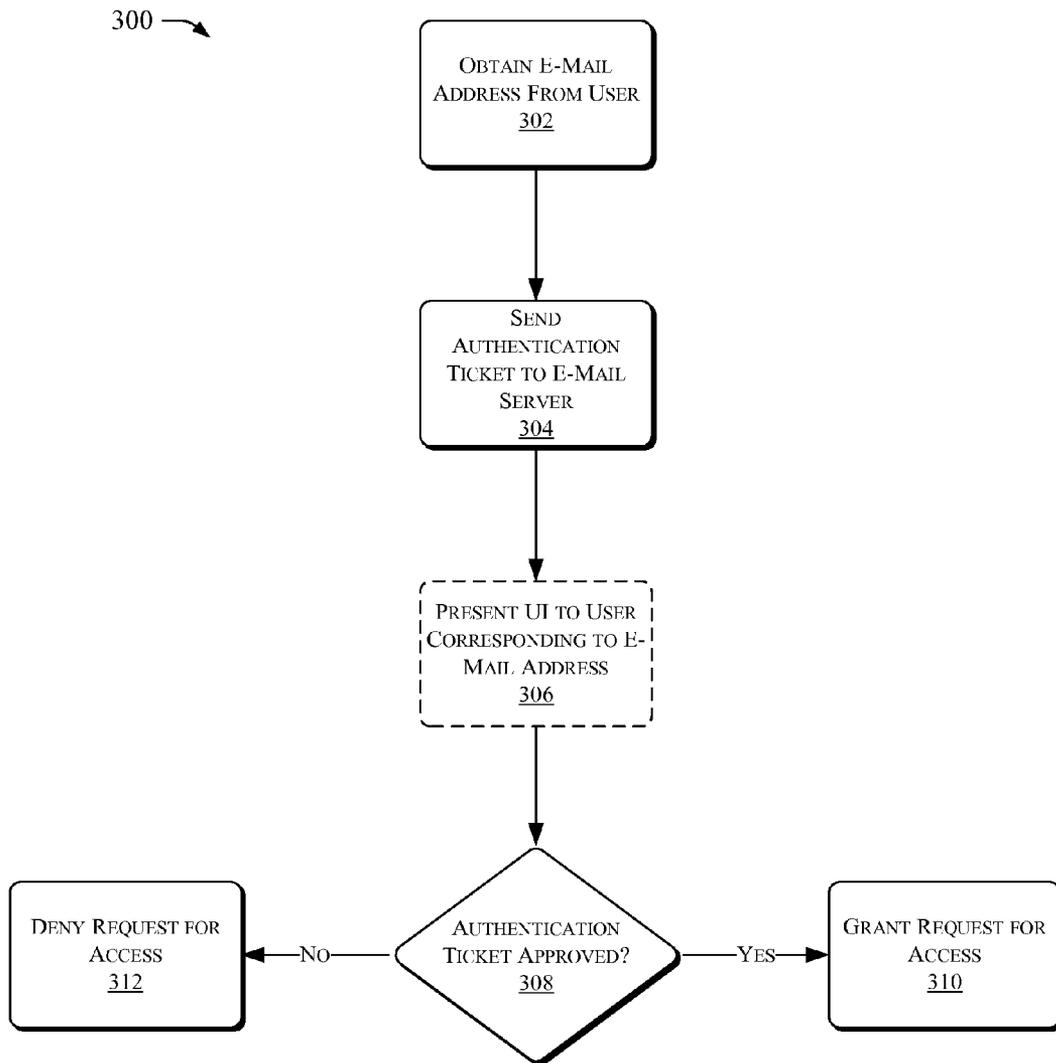 300
OBTAIN E-MAIL
ADDRESS FROM USER
302
SEND
AUTHENTICATION
TICKET TO E-MAIL
SERVER
304
PRESENT UI TO USER
CORRESPONDING TO E-
MAIL ADDRESS
306
AUTHENTICATION
TICKET APPROVED?
308
NO
YES
DENY REQUEST FOR
ACCESS
312
GRANT REQUEST FOR
ACCESS
310